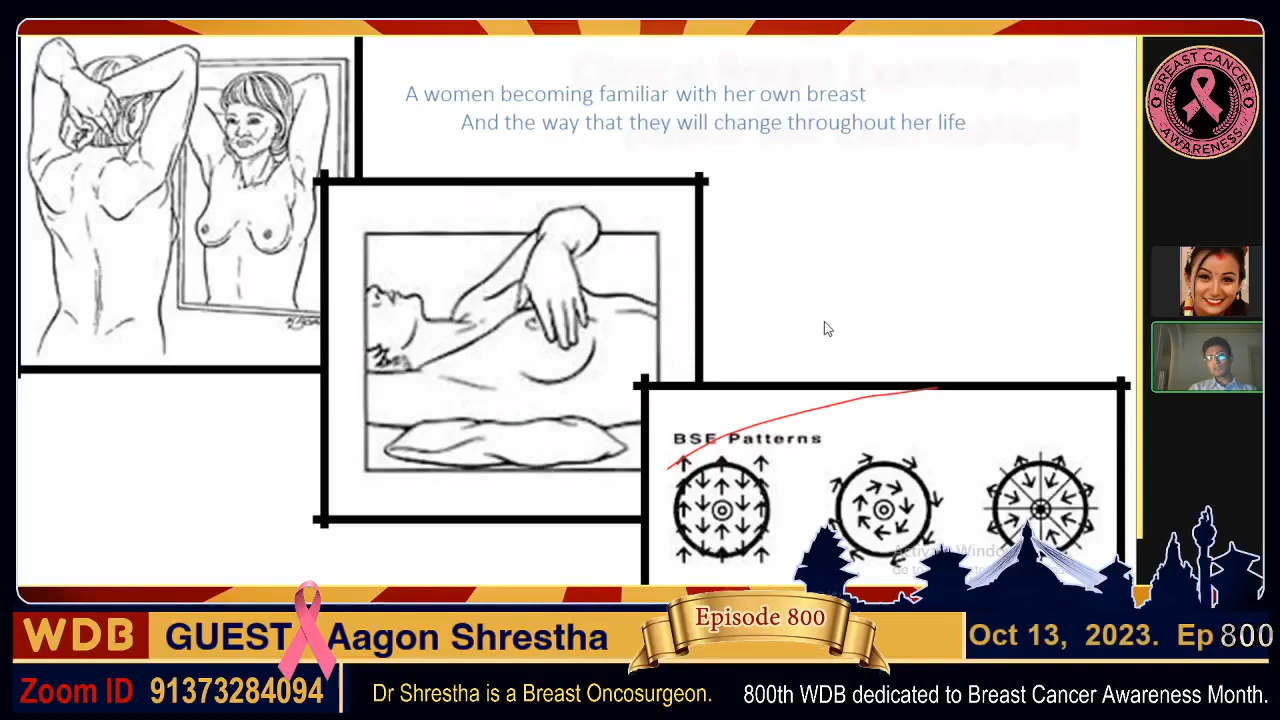 A women becoming familiar with her own breast
And the way that they will change throughout her life
BREAST CANCER
AWARENESS
BSE Patterns
Episode 800
WDB GUEST Aagon Shrestha
Oct 13, 2023. Ep 800
Zoom ID 91373284094
Dr Shrestha is a Breast Oncosurgeon.
800th WDB dedicated to Breast Cancer Awareness Month.